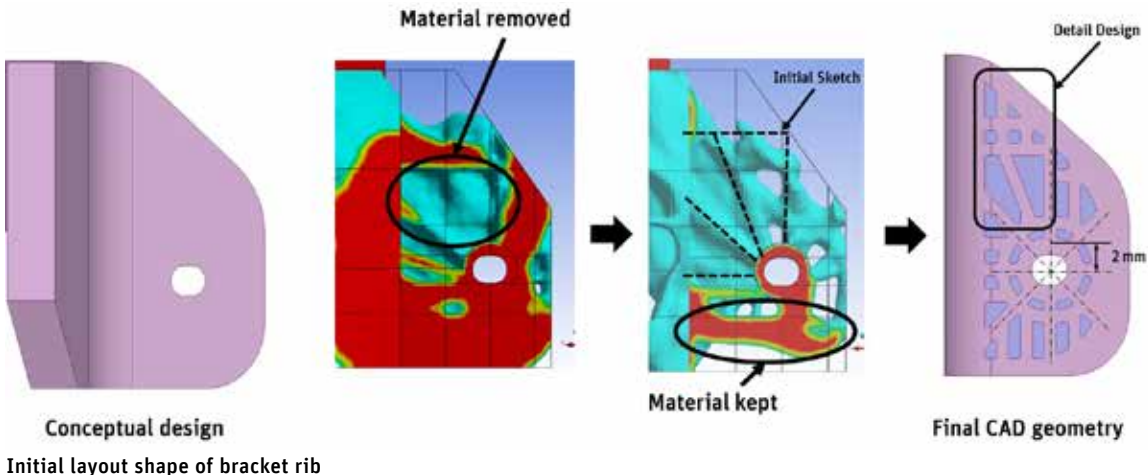 Material removed
Detail Design
Initial Sketch
2 mm
Material kept
Conceptual design
Final CAD geometry
Initial layout shape of bracket rib